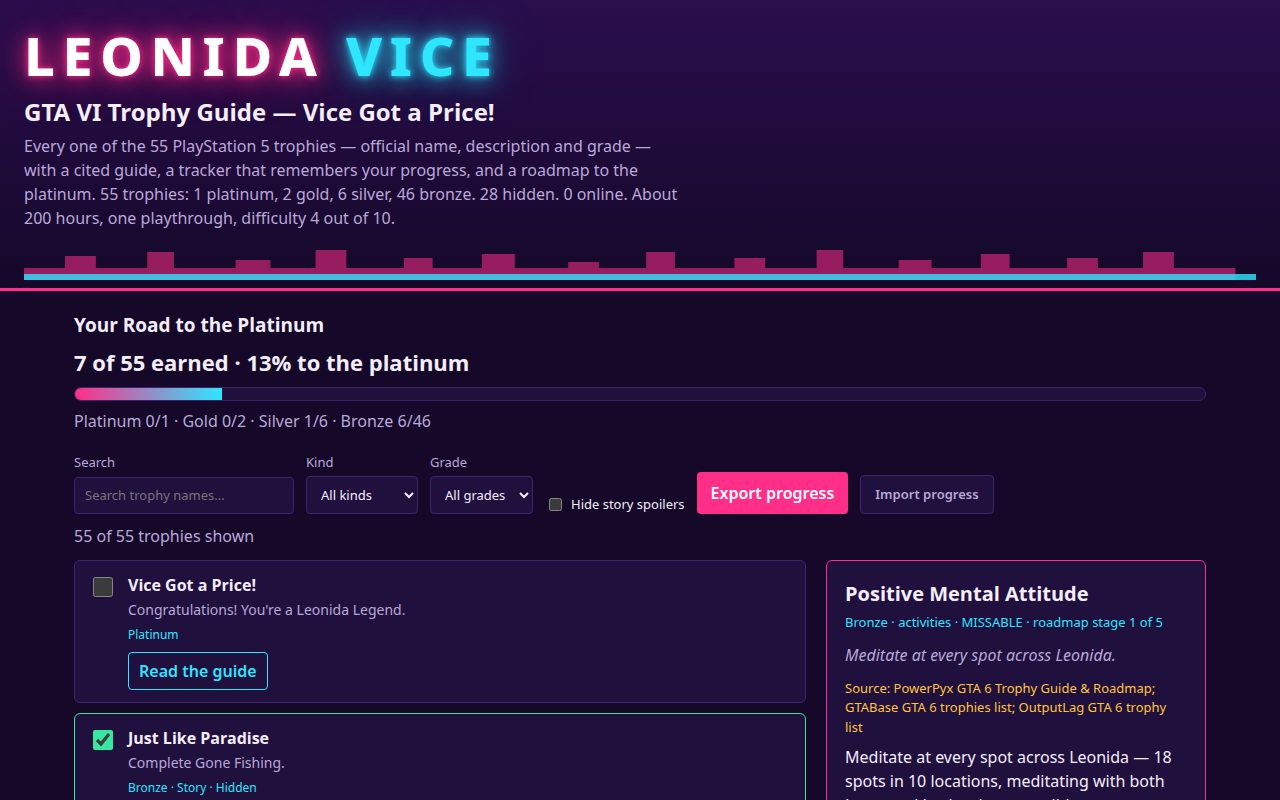 LEONIDA VICE
GTA VI Trophy Guide — Vice Got a Price!
Every one of the 55 PlayStation 5 trophies — official name, description and grade —
with a cited guide, a tracker that remembers your progress, and a roadmap to the
platinum. 55 trophies: 1 platinum, 2 gold, 6 silver, 46 bronze. 28 hidden. 0 online. About
200 hours, one playthrough, difficulty 4 out of 10.
Your Road to the Platinum
7 of 55 earned · 13% to the platinum
Platinum 0/1 · Gold 0/2 · Silver 1/6 · Bronze 6/46
Search
Kind
Grade
Search trophy names...
All kinds
All grades
Hide story spoilers
Export progress
Import progress
55 of 55 trophies shown
Vice Got a Price!
Congratulations! You're a Leonida Legend.
Platinum
Read the guide
Just Like Paradise
Complete Gone Fishing.
Bronze · Story · Hidden
Positive Mental Attitude
Bronze · activities · MISSABLE · roadmap stage 1 of 5
Meditate at every spot across Leonida.
Source: PowerPyx GTA 6 Trophy Guide & Roadmap;
GTABase GTA 6 trophies list; OutputLag GTA 6 trophy
list
Meditate at every spot across Leonida — 18
spots in 10 locations, meditating with both